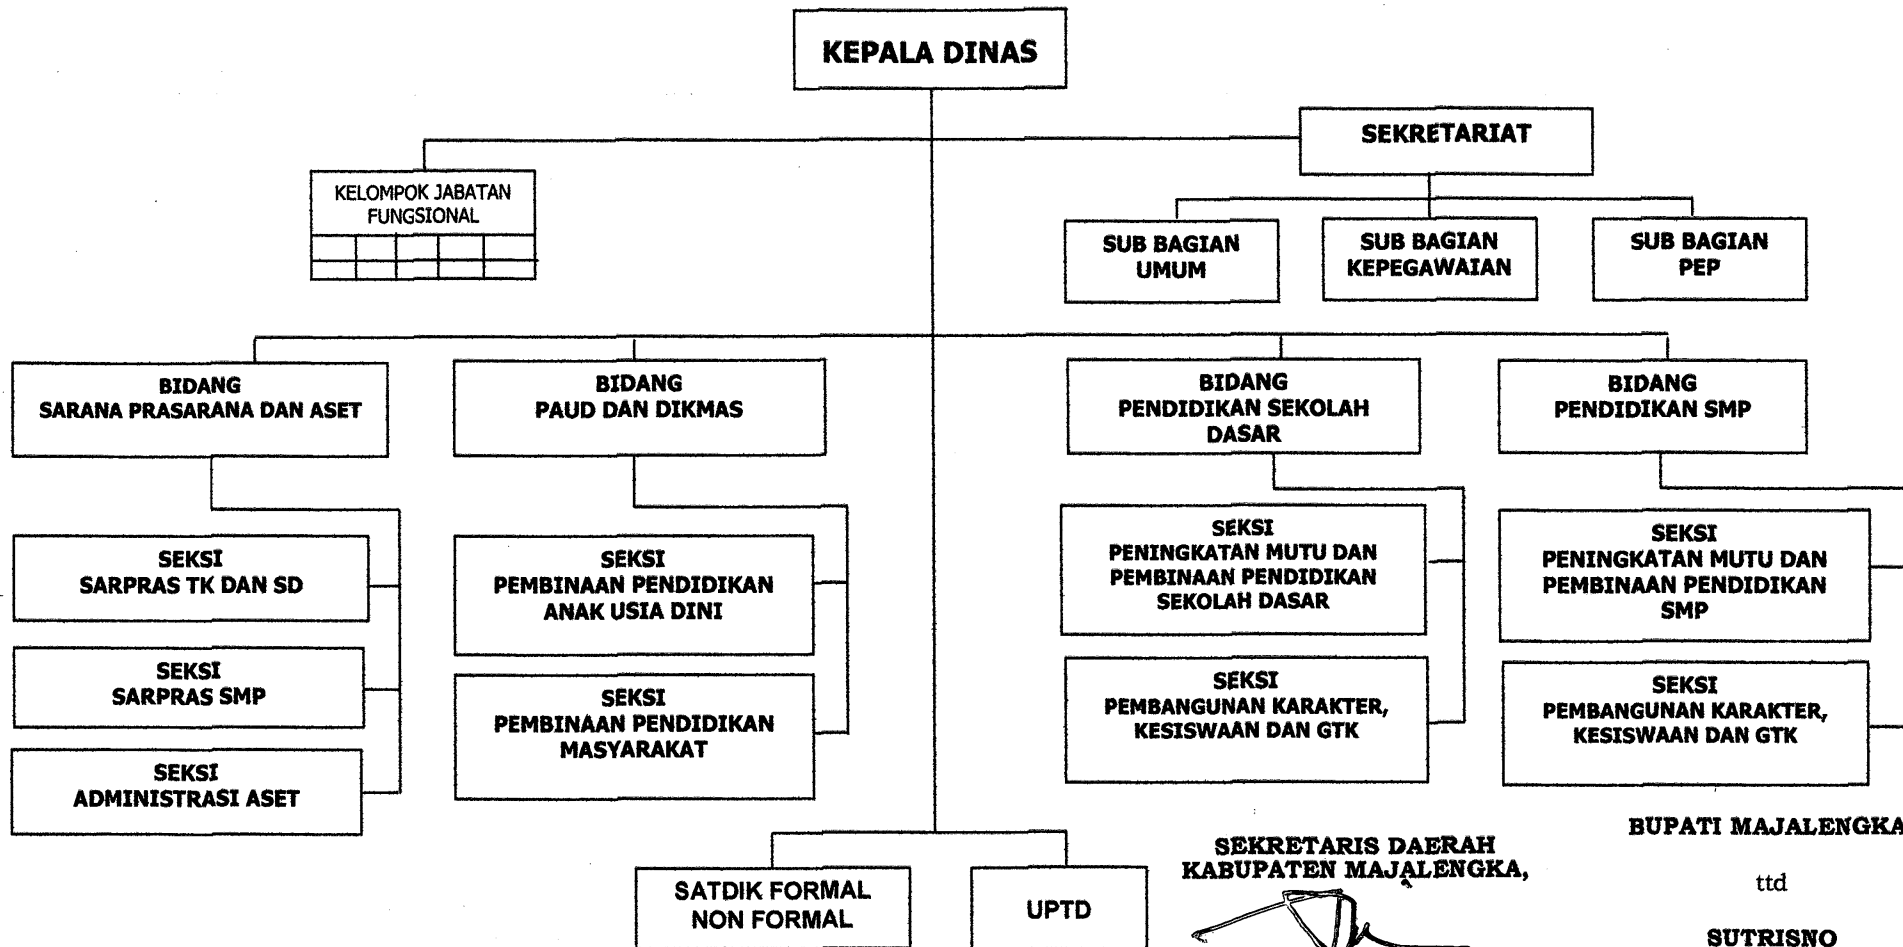 KEPALA DINAS
SEKRETARIAT
KELOMPOK JABATAN
FUNGSIONAL
SUB BAGIAN
UMUM
SUB BAGIAN
KEPEGAWAIAN
SUB BAGIAN
PEP
BIDANG
SARANA PRASARANA DAN ASET
BIDANG
PAUD DAN DIKMAS
BIDANG
PENDIDIKAN SEKOLAH
DASAR
BIDANG
PENDIDIKAN SMP
SEKSI
SARPRAS TK DAN SD
SEKSI
PEMBINAAN PENDIDIKAN
ANAK USIA DINI
SEKSI
PENINGKATAN MUTU DAN
PEMBINAAN PENDIDIKAN
SEKOLAH DASAR
SEKSI
PENINGKATAN MUTU DAN
PEMBINAAN PENDIDIKAN
SMP
SEKSI
SARPRAS SMP
SEKSI
PEMBINAAN PENDIDIKAN
MASYARAKAT
SEKSI
PEMBANGUNAN KARAKTER,
KESISWAAN DAN GTK
SEKSI
PEMBANGUNAN KARAKTER,
KESISWAAN DAN GTK
SEKSI
ADMINISTRASI ASET
SATDIK FORMAL
NON FORMAL
UPTD
SEKRETARIS DAERAH
KABUPATEN MAJALENGKA,
BUPATI MAJALENGKA
ttd
SUTRISNO